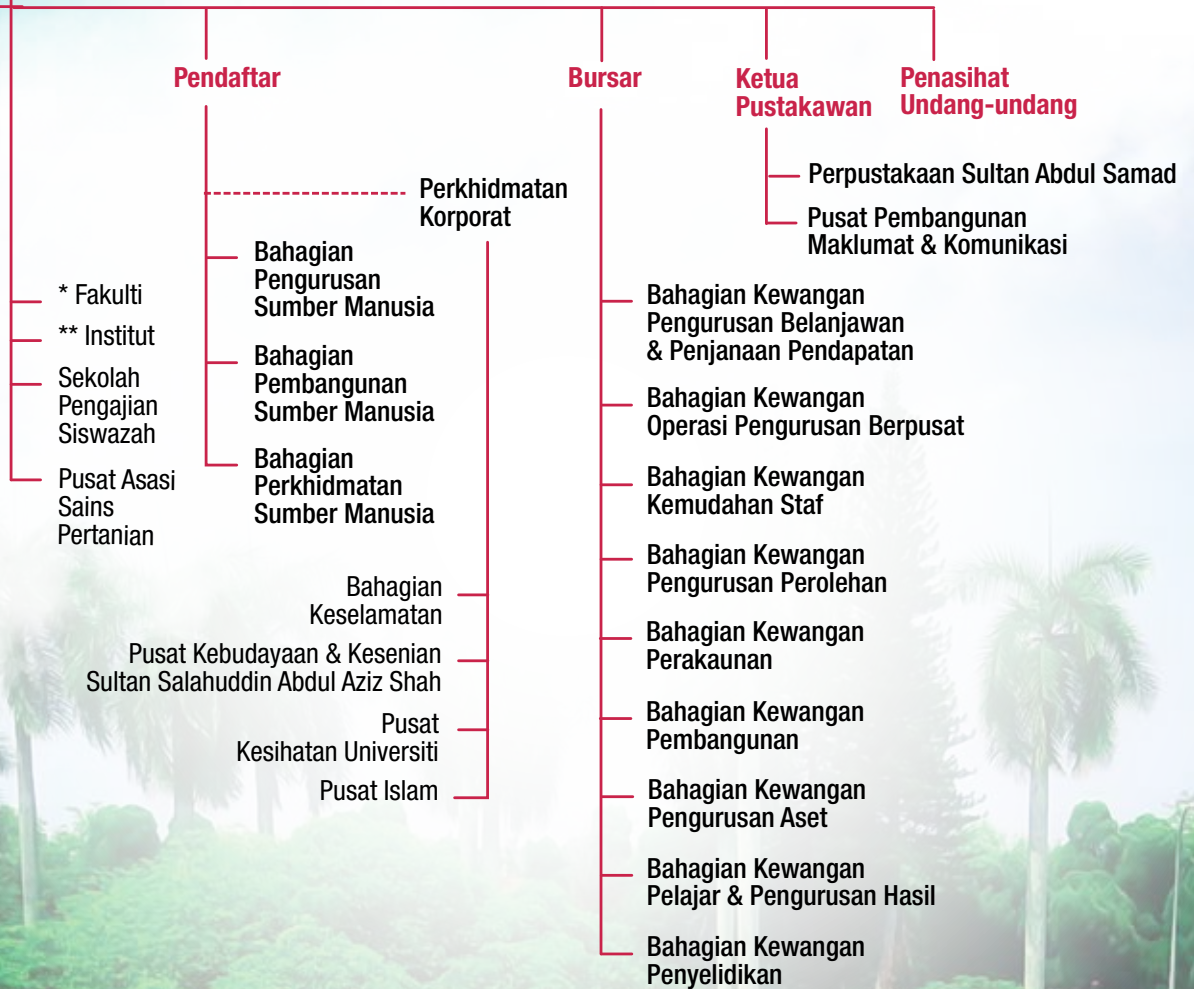 Pendaftar
Bursar
Ketua
Pustakawan
Penasihat
Undang-undang
Perpustakaan Sultan Abdul Samad
Pusat Pembangunan
Maklumat & Komunikasi
Perkhidmatan
Korporat
* Fakulti
** Institut
Sekolah
Pengajian
Siswazah
Pusat Asasi
Sains
Pertanian
Bahagian
Pengurusan
Sumber Manusia
Bahagian
Pembangunan
Sumber Manusia
Bahagian
Perkhidmatan
Sumber Manusia
Bahagian
Keselamatan
Pusat Kebudayaan & Kesenian
Sultan Salahuddin Abdul Aziz Shah
Pusat
Kesihatan Universiti
Pusat Islam
Bahagian Kewangan
Pengurusan Belanjawan
& Penjanaan Pendapatan
Bahagian Kewangan
Operasi Pengurusan Berpusat
Bahagian Kewangan
Kemudahan Staf
Bahagian Kewangan
Pengurusan Perolehan
Bahagian Kewangan
Perakaunan
Bahagian Kewangan
Pembangunan
Bahagian Kewangan
Pengurusan Aset
Bahagian Kewangan
Pelajar & Pengurusan Hasil
Bahagian Kewangan
Penyelidikan